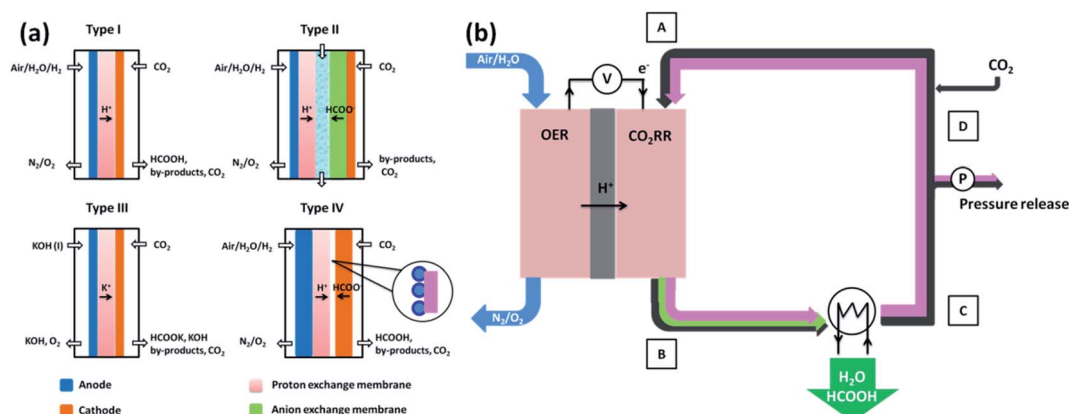 (a)
Type I
Air/H₂O/H₂
CO₂
H⁺
N₂/O₂
HCOOH,
by-products, CO₂
Type II
Air/H₂O/H₂
CO₂
H⁺
HCOO⁻
N₂/O₂
by-products,
CO₂
Type III
KOH (l)
CO₂
K⁺
KOH, O₂
HCOOK, KOH
by-products, CO₂
Type IV
Air/H₂O/H₂
CO₂
H⁺
HCOO⁻
N₂/O₂
HCOOH,
by-products, CO₂
Anode
Proton exchange membrane
Cathode
Anion exchange membrane
(b)
A
Air/H₂O
V
e⁻
CO₂
OER
CO₂RR
D
H⁺
P
Pressure release
N₂/O₂
B
C
H₂O
HCOOH